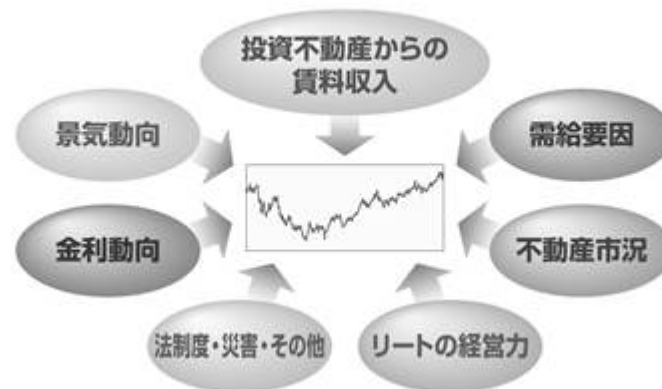 投資不動産からの
賃料収入
景気動向
需給要因
金利動向
不動産市況
法制度・災害・その他
リートの経営力